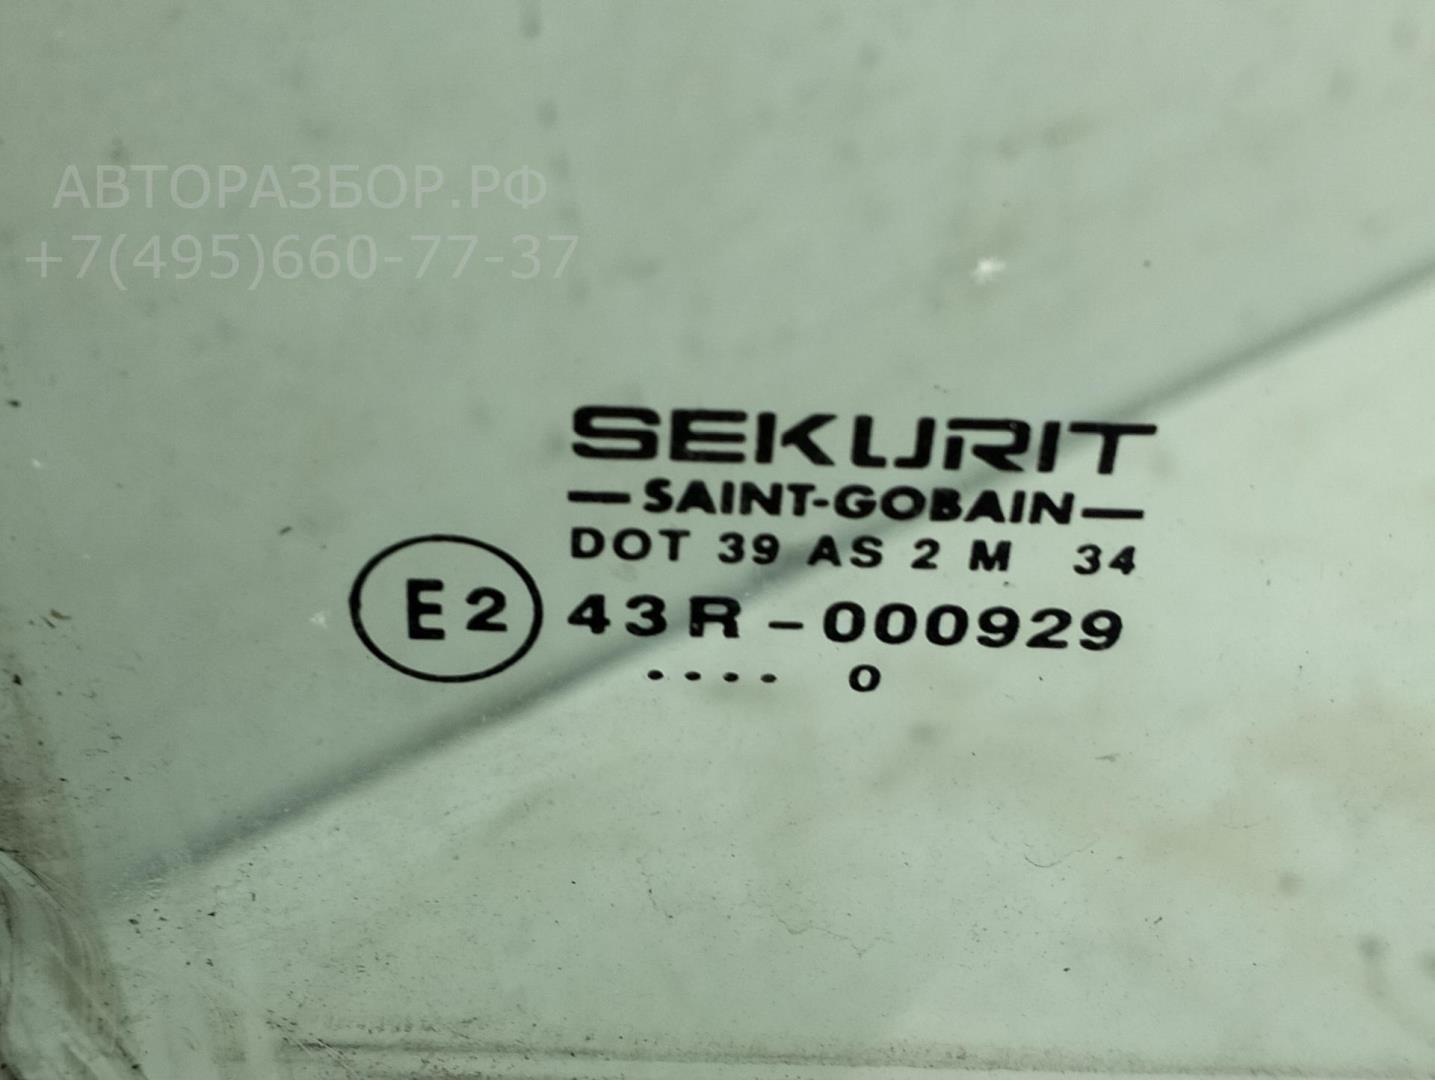 АВТОРАЗБОР.РФ
+7(495)660-77-37
SEKURIT
—SAINT-GOBAIN—
DOT 39 AS 2 M 34
E2 43R-000929
.... 0